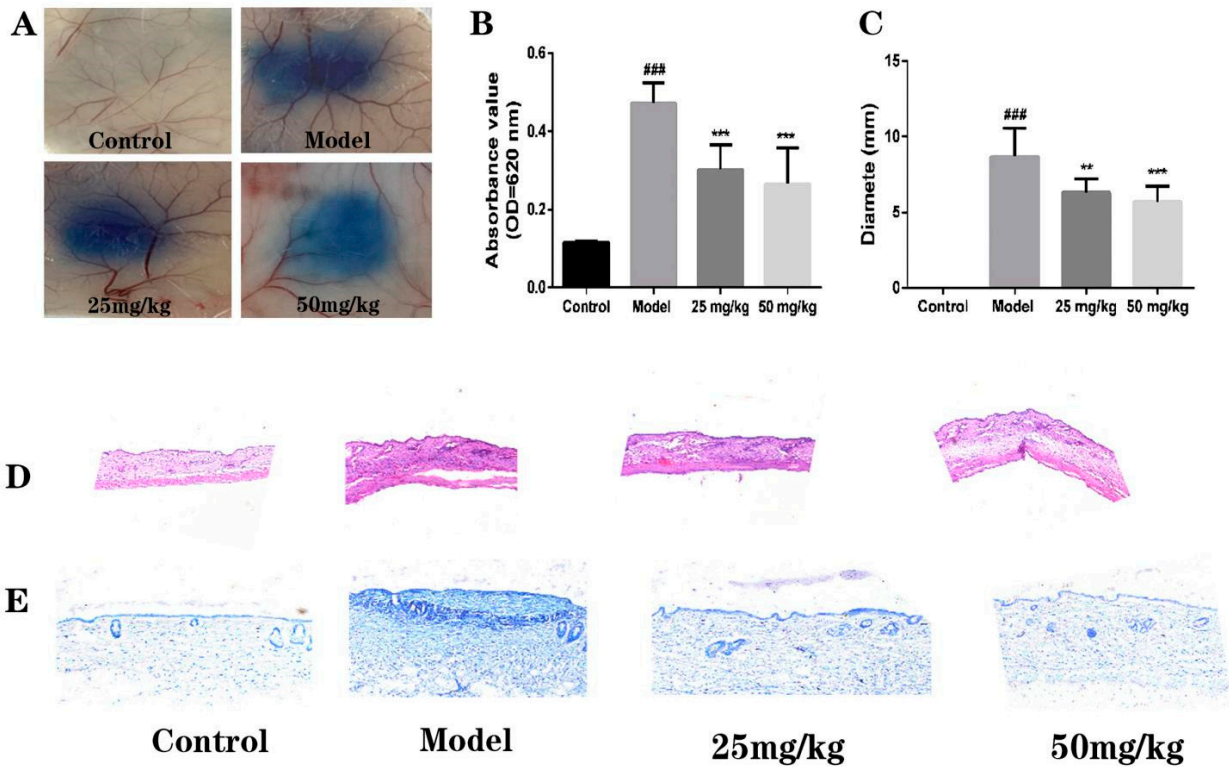 A
Control
Model
25mg/kg
50mg/kg
B
Absorbance value
(OD=620 nm)
0.6
0.4
0.2
0.0
###
***
***
Control
Model
25 mg/kg
50 mg/kg
C
Diamete (mm)
15
10
5
0
###
**
***
Control
Model
25 mg/kg
50 mg/kg
D
E
Control
Model
25mg/kg
50mg/kg